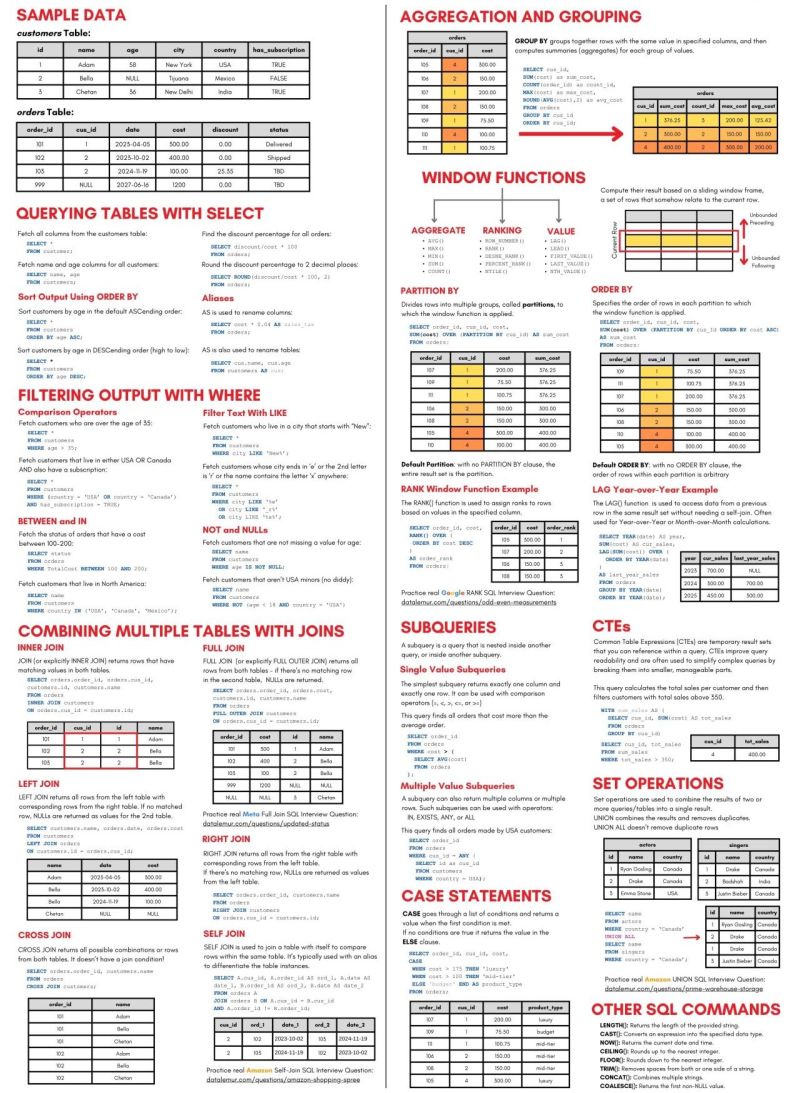 SAMPLE DATA
customers Table:
id name age city country has_subscription
1 Adam 58 New York USA TRUE
2 Bella NULL Tijuana Mexico FALSE
3 Chetan 36 New Delhi India TRUE
orders Table:
order_id cus_id date cost discount status
101 1 2023-04-05 300.00 0.00 Delivered
102 2 2023-10-02 400.00 0.00 Shipped
103 2 2024-11-19 100.00 25.35 TBD
999 NULL 2027-06-16 1200 0.00 TBD
QUERYING TABLES WITH SELECT
Fetch all columns from the customers table:
SELECT *
FROM customer;
Fetch name and age columns for all customers:
SELECT name, age
FROM customers;
Sort Output Using ORDER BY
Sort customers by age in the default ASCending order:
SELECT *
FROM customers
ORDER BY age ASC;
Sort customers by age in DESCending order (high to low):
SELECT *
FROM customers
ORDER BY age DESC;
Find the discount percentage for all orders:
SELECT discount/cost * 100
FROM orders;
Round the discount percentage to 2 decimal places:
SELECT ROUND(discount/cost * 100, 2)
FROM orders;
Aliases
AS is used to rename columns:
SELECT cost * 0.04 AS sales_tax
FROM orders;
AS is also used to rename tables:
SELECT cus.name, cus.age
FROM customers AS cus;
FILTERING OUTPUT WITH WHERE
Comparison Operators
Fetch customers who are over the age of 35:
SELECT *
FROM customers
WHERE age > 35;
Fetch customers that live in either USA OR Canada
AND also have a subscription:
SELECT *
FROM customers
WHERE (country = 'USA' OR country = 'Canada')
AND has_subscription = TRUE;
BETWEEN and IN
Fetch the status of orders that have a cost
between 100-200:
SELECT status
FROM orders
WHERE TotalCost BETWEEN 100 AND 200;
Fetch customers that live in North America:
SELECT name
FROM customers
WHERE country IN ('USA', 'Canada', 'Mexico');
Filter Text With LIKE
Fetch customers who live in a city that starts with "New":
SELECT *
FROM customers
WHERE city LIKE 'New%';
Fetch customers whose city ends in 'e' or the 2nd letter
is 'r' or the name contains the letter 'x' anywhere:
SELECT *
FROM customers
WHERE city LIKE '%e'
OR city LIKE '_r%'
OR city LIKE '%x%';
NOT and NULLs
Fetch customers that are not missing a value for age:
SELECT name
FROM customers
WHERE age IS NOT NULL;
Fetch customers that aren't USA minors (no diddy):
SELECT name
FROM customers
WHERE NOT (age < 18 AND country = 'USA')
COMBINING MULTIPLE TABLES WITH JOINS
INNER JOIN
JOIN (or explicitly INNER JOIN) returns rows that have
matching values in both tables.
SELECT orders.order_id, orders.cus_id,
customers.id, customers.name
FROM orders
INNER JOIN customers
ON orders.cus_id = customers.id;
order_id cus_id id name
101 1 1 Adam
102 2 2 Bella
103 2 2 Bella
LEFT JOIN
LEFT JOIN returns all rows from the left table with
corresponding rows from the right table. If no matched
row, NULLs are returned as values for the 2nd table.
SELECT customers.name, orders.date, orders.cost
FROM customers
LEFT JOIN orders
ON customers.id = orders.cus_id;
name date cost
Adam 2023-04-05 300.00
Bella 2023-10-02 400.00
Bella 2024-11-19 100.00
Chetan NULL NULL
CROSS JOIN
CROSS JOIN returns all possible combinations or rows
from both tables. It doesn't have a join condition!
SELECT orders.order_id, customers.name
FROM orders
CROSS JOIN customers;
order_id name
101 Adam
101 Bella
101 Chetan
102 Adam
102 Bella
102 Chetan
FULL JOIN
FULL JOIN (or explicitly FULL OUTER JOIN) returns all
rows from both tables - if there's no matching row
in the second table, NULLs are returned.
SELECT orders.order_id, orders.cost,
customers.id, customers.name
FROM orders
FULL OUTER JOIN customers
ON orders.cus_id = customers.id;
order_id cost id name
101 300 1 Adam
102 400 2 Bella
103 100 2 Bella
999 1200 NULL NULL
NULL NULL 3 Chetan
Practice real Meta Full Join SQL Interview Question:
datalemur.com/questions/updated-status
RIGHT JOIN
RIGHT JOIN returns all rows from the right table with
corresponding rows from the left table.
If there's no matching row, NULLs are returned as values
from the left table.
SELECT orders.order_id, customers.name
FROM orders
RIGHT JOIN customers
ON orders.cus_id = customers.id;
SELF JOIN
SELF JOIN is used to join a table with itself to compare
rows within the same table. It's typically used with an alias
to differentiate the table instances.
SELECT A.cus_id, A.order_id AS ord_1, A.date AS
date_1, B.order_id AS ord_2, B.date AS date_2
FROM orders A
JOIN orders B ON A.cus_id = B.cus_id
AND A.order_id != B.order_id;
cus_id ord_1 date_1 ord_2 date_2
2 102 2023-10-02 103 2024-11-19
2 103 2024-11-19 102 2023-10-02
Practice real Amazon Self-Join SQL Interview Question:
datalemur.com/questions/amazon-shopping-spree
AGGREGATION AND GROUPING
orders
order_id cus_id cost
105 4 300.00
106 2 150.00
107 1 200.00
108 2 150.00
109 1 75.50
110 4 100.00
111 1 100.75
GROUP BY groups together rows with the same value in specified columns, and then
computes summaries (aggregates) for each group of values.
SELECT cus_id,
SUM(cost) as sum_cost,
COUNT(order_id) as count_id,
MAX(cost) as max_cost,
ROUND(AVG(cost),2) as avg_cost
FROM orders
GROUP BY cus_id
ORDER BY cus_id;
orders
cus_id sum_cost count_id max_cost avg_cost
1 376.25 3 200.00 125.42
2 300.00 2 150.00 150.00
4 400.00 2 300.00 200.00
WINDOW FUNCTIONS
AGGREGATE
• AVG()
• MAX()
• MIN()
• SUM()
• COUNT()
RANKING
• ROW_NUMBER()
• RANK()
• DESNE_RANK()
• PERCENT_RANK()
• NTILE()
VALUE
• LAG()
• LEAD()
• FIRST_VALUE()
• LAST_VALUE()
• NTH_VALUE()
Compute their result based on a sliding window frame,
a set of rows that somehow relate to the current row.
Current Row
Unbounded
Preceding
Unbounded
Following
PARTITION BY
Divides rows into multiple groups, called partitions, to
which the window function is applied.
SELECT order_id, cus_id, cost,
SUM(cost) OVER (PARTITION BY cus_id) AS sum_cost
FROM orders;
order_id cus_id cost sum_cost
107 1 200.00 376.25
109 1 75.50 376.25
111 1 100.75 376.25
106 2 150.00 300.00
108 2 150.00 300.00
105 4 300.00 400.00
110 4 100.00 400.00
Default Partition: with no PARTITION BY clause, the
entire result set is the partition.
RANK Window Function Example
The RANK() function is used to assign ranks to rows
based on values in the specified column.
SELECT order_id, cost,
RANK() OVER (
ORDER BY cost DESC
)
AS order_rank
FROM orders;
order_id cost order_rank
105 300.00 1
107 200.00 2
106 150.00 3
108 150.00 3
Practice real Google RANK SQL Interview Question:
datalemur.com/questions/odd-even-measurements
ORDER BY
Specifies the order of rows in each partition to which
the window function is applied.
SELECT order_id, cus_id, cost,
SUM(cost) OVER (PARTITION BY cus_id ORDER BY cost ASC)
AS sum_cost
FROM orders;
order_id cus_id cost sum_cost
109 1 75.50 376.25
111 1 100.75 376.25
107 1 200.00 376.25
106 2 150.00 300.00
108 2 150.00 300.00
110 4 100.00 400.00
105 4 300.00 400.00
Default ORDER BY: with no ORDER BY clause, the
order of rows within each partition is arbitrary
LAG Year-over-Year Example
The LAG() function is used to access data from a previous
row in the same result set without needing a self-join. Often
used for Year-over-Year or Month-over-Month calculations.
SELECT YEAR(date) AS year,
SUM(cost) AS cur_sales,
LAG(SUM(cost)) OVER (
ORDER BY YEAR(date)
)
AS last_year_sales
FROM orders
GROUP BY YEAR(date)
ORDER BY YEAR(date);
year cur_sales last_year_sales
2023 700.00 NULL
2024 500.00 700.00
2025 450.00 500.00
SUBQUERIES
A subquery is a query that is nested inside another
query, or inside another subquery.
Single Value Subqueries
The simplest subquery returns exactly one column and
exactly one row. It can be used with comparison
operators (=, <, >, <=, or >=)
This query finds all orders that cost more than the
average order.
SELECT order_id
FROM orders
WHERE cost > (
SELECT AVG(cost)
FROM orders
);
Multiple Value Subqueries
A subquery can also return multiple columns or multiple
rows. Such subqueries can be used with operators:
IN, EXISTS, ANY, or ALL
This query finds all orders made by USA customers:
SELECT order_id
FROM orders
WHERE cus_id = ANY (
SELECT id as cus_id
FROM customers
WHERE country = USA);
CASE STATEMENTS
CASE goes through a list of conditions and returns a
value when the first condition is met.
If no conditions are true it returns the value in the
ELSE clause.
SELECT order_id, cus_id, cost,
CASE
WHEN cost > 175 THEN 'luxury'
WHEN cost > 100 THEN 'mid-tier'
ELSE 'budget' END AS product_type
FROM orders;
order_id cus_id cost product_type
107 1 200.00 luxury
109 1 75.50 budget
111 1 100.75 mid-tier
106 2 150.00 mid-tier
108 2 150.00 mid-tier
105 4 300.00 luxury
CTEs
Common Table Expressions (CTEs) are temporary result sets
that you can reference within a query. CTEs improve query
readability and are often used to simplify complex queries by
breaking them into smaller, manageable parts.
This query calculates the total sales per customer and then
filters customers with total sales above 350.
WITH sum_sales AS (
SELECT cus_id, SUM(cost) AS tot_sales
FROM orders
GROUP BY cus_id)
SELECT cus_id, tot_sales
FROM sum_sales
WHERE tot_sales > 350;
cus_id tot_sales
4 400.00
SET OPERATIONS
Set operations are used to combine the results of two or
more queries/tables into a single result.
UNION combines the results and removes duplicates.
UNION ALL doesn't remove duplicate rows
actors
id name country
1 Ryan Gosling Canada
2 Drake Canada
3 Emma Stone USA
singers
id name country
1 Drake Canada
2 Badshah India
3 Justin Bieber Canada
SELECT name
FROM actors
WHERE country = 'Canada'
UNION ALL
SELECT name
FROM singers
WHERE country = 'Canada';
id name country
1 Ryan Gosling Canada
2 Drake Canada
1 Drake Canada
3 Justin Bieber Canada
Practice real Amazon UNION SQL Interview Question:
datalemur.com/questions/prime-warehouse-storage
OTHER SQL COMMANDS
LENGTH(): Returns the length of the provided string.
CAST(): Converts an expression into the specified data type.
NOW(): Returns the current date and time.
CEILING(): Rounds up to the nearest integer.
FLOOR(): Rounds down to the nearest integer.
TRIM(): Removes spaces from both or one side of a string.
CONCAT(): Combines multiple strings.
COALESCE(): Returns the first non-NULL value.